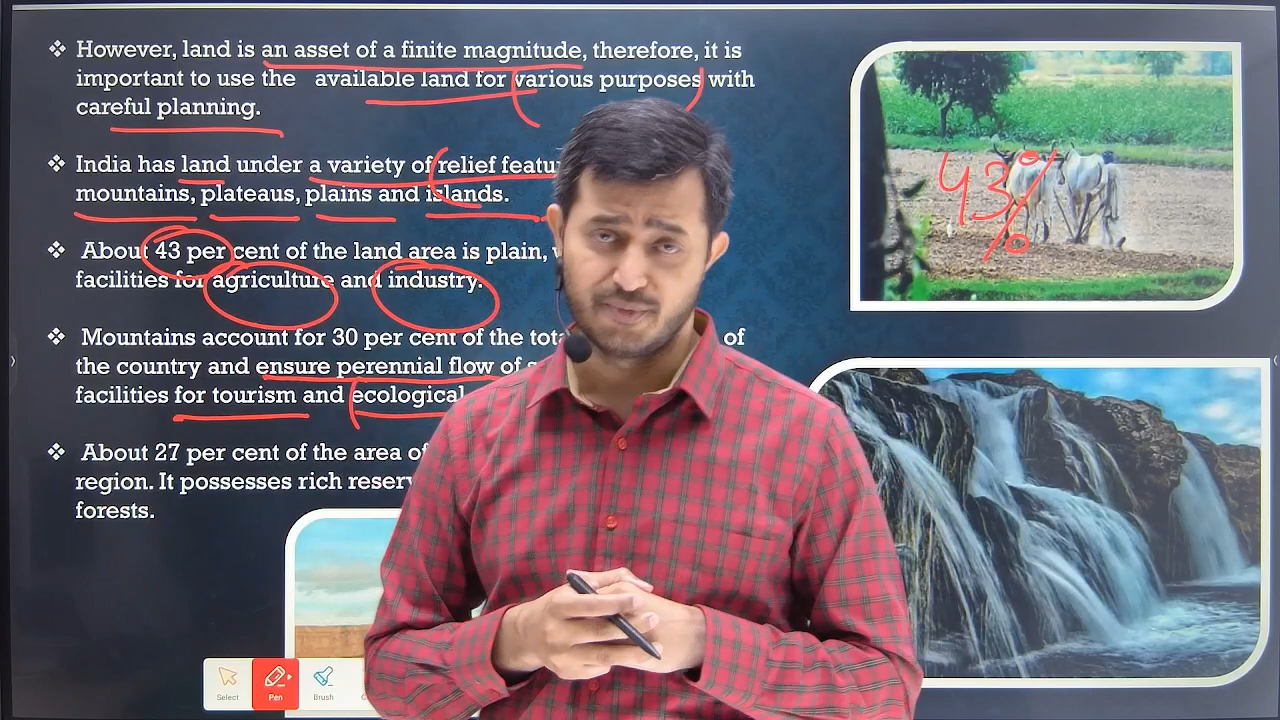 ❖ However, land is an asset of a finite magnitude, therefore, it is
important to use the available land for various purposes with
careful planning.
❖ India has land under a variety of relief featu
mountains, plateaus, plains and islands.
❖ About 43 per cent of the land area is plain,
facilities for agriculture and industry.
❖ Mountains account for 30 per cent of the tota of
the country and ensure perennial flow of
facilities for tourism and ecological
❖ About 27 per cent of the area of
region. It possesses rich reserv
forests.
43%
%
Select
Pen
Brush